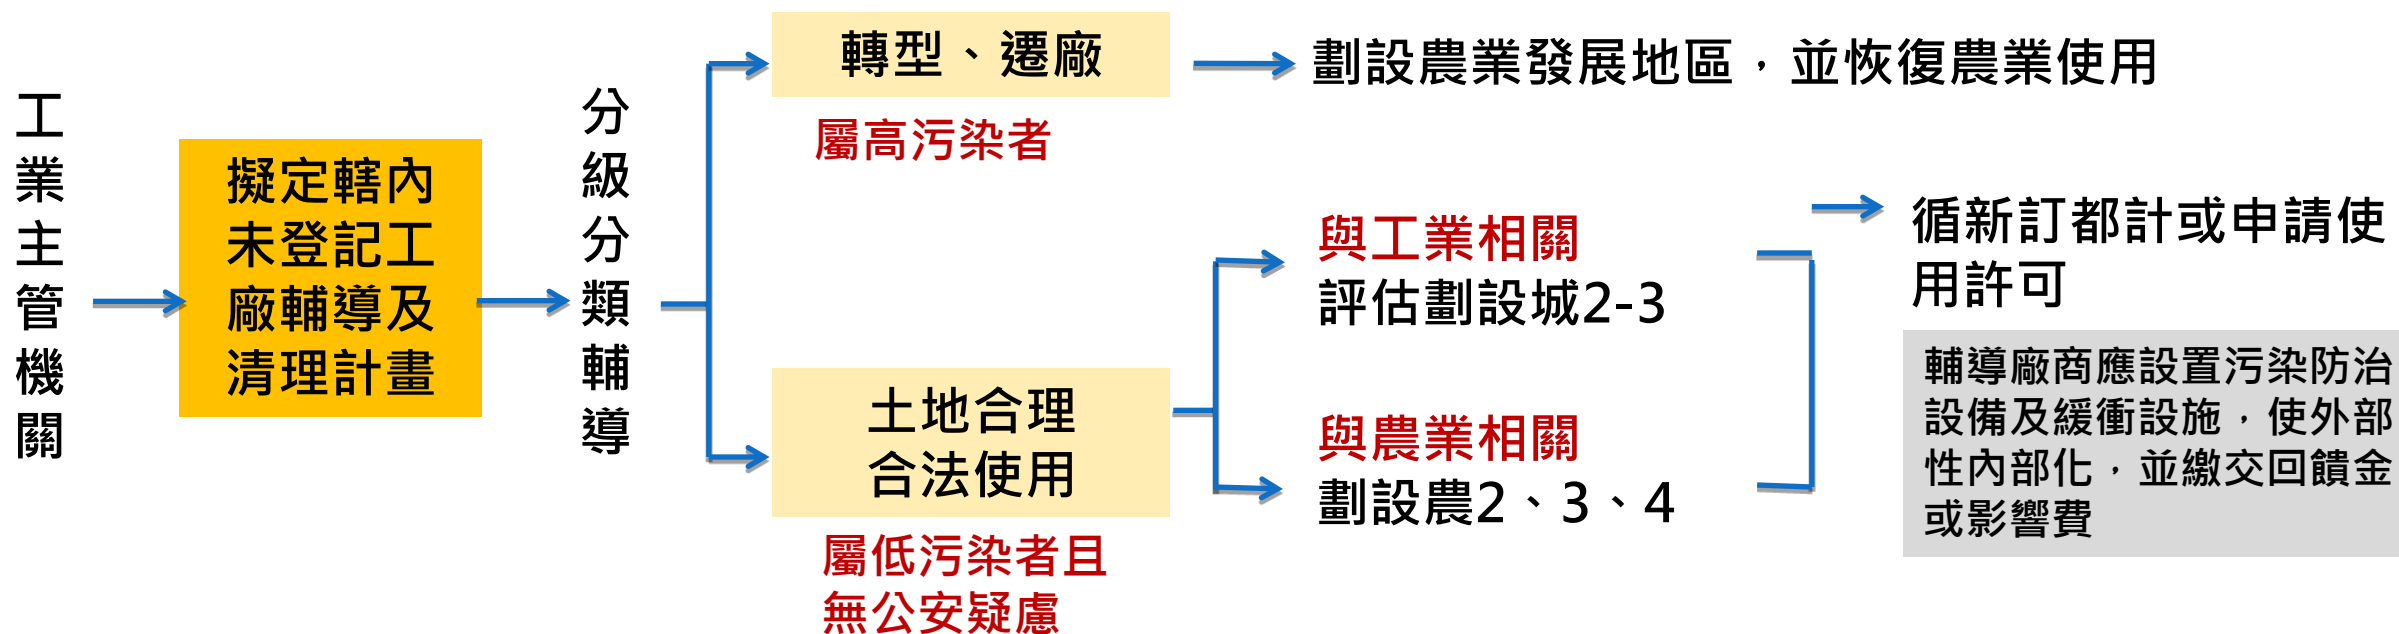 工業主管機關
擬定轄內
未登記工
廠輔導及
清理計畫
分級分類輔導
轉型、遷廠
屬高污染者
劃設農業發展地區，並恢復農業使用
土地合理
合法使用
屬低污染者且
無公安疑慮
與工業相關
評估劃設城2-3
與農業相關
劃設農2、3、4
循新訂都計或申請使
用許可
輔導廠商應設置污染防治
設備及緩衝設施，使外部
性內部化，並繳交回饋金
或影響費